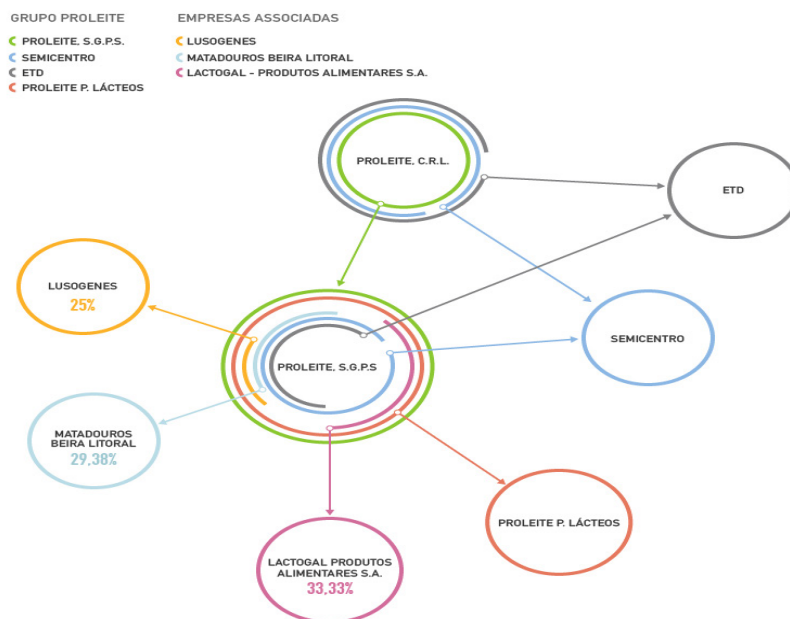 GRUPO PROLEITE
PROLEITE, S.G.P.S.
SEMICENTRO
ETD
PROLEITE P. LÁCTEOS
EMPRESAS ASSOCIADAS
LUSOGENES
MATADOUROS BEIRA LITORAL
LACTOGAL - PRODUTOS ALIMENTARES S.A.
PROLEITE, C.R.L.
ETD
LUSOGENES
25%
SEMICENTRO
PROLEITE, S.G.P.S
MATADOUROS
BEIRA LITORAL
29,38%
PROLEITE P. LÁCTEOS
LACTOGAL PRODUTOS
ALIMENTARES S.A.
33,33%